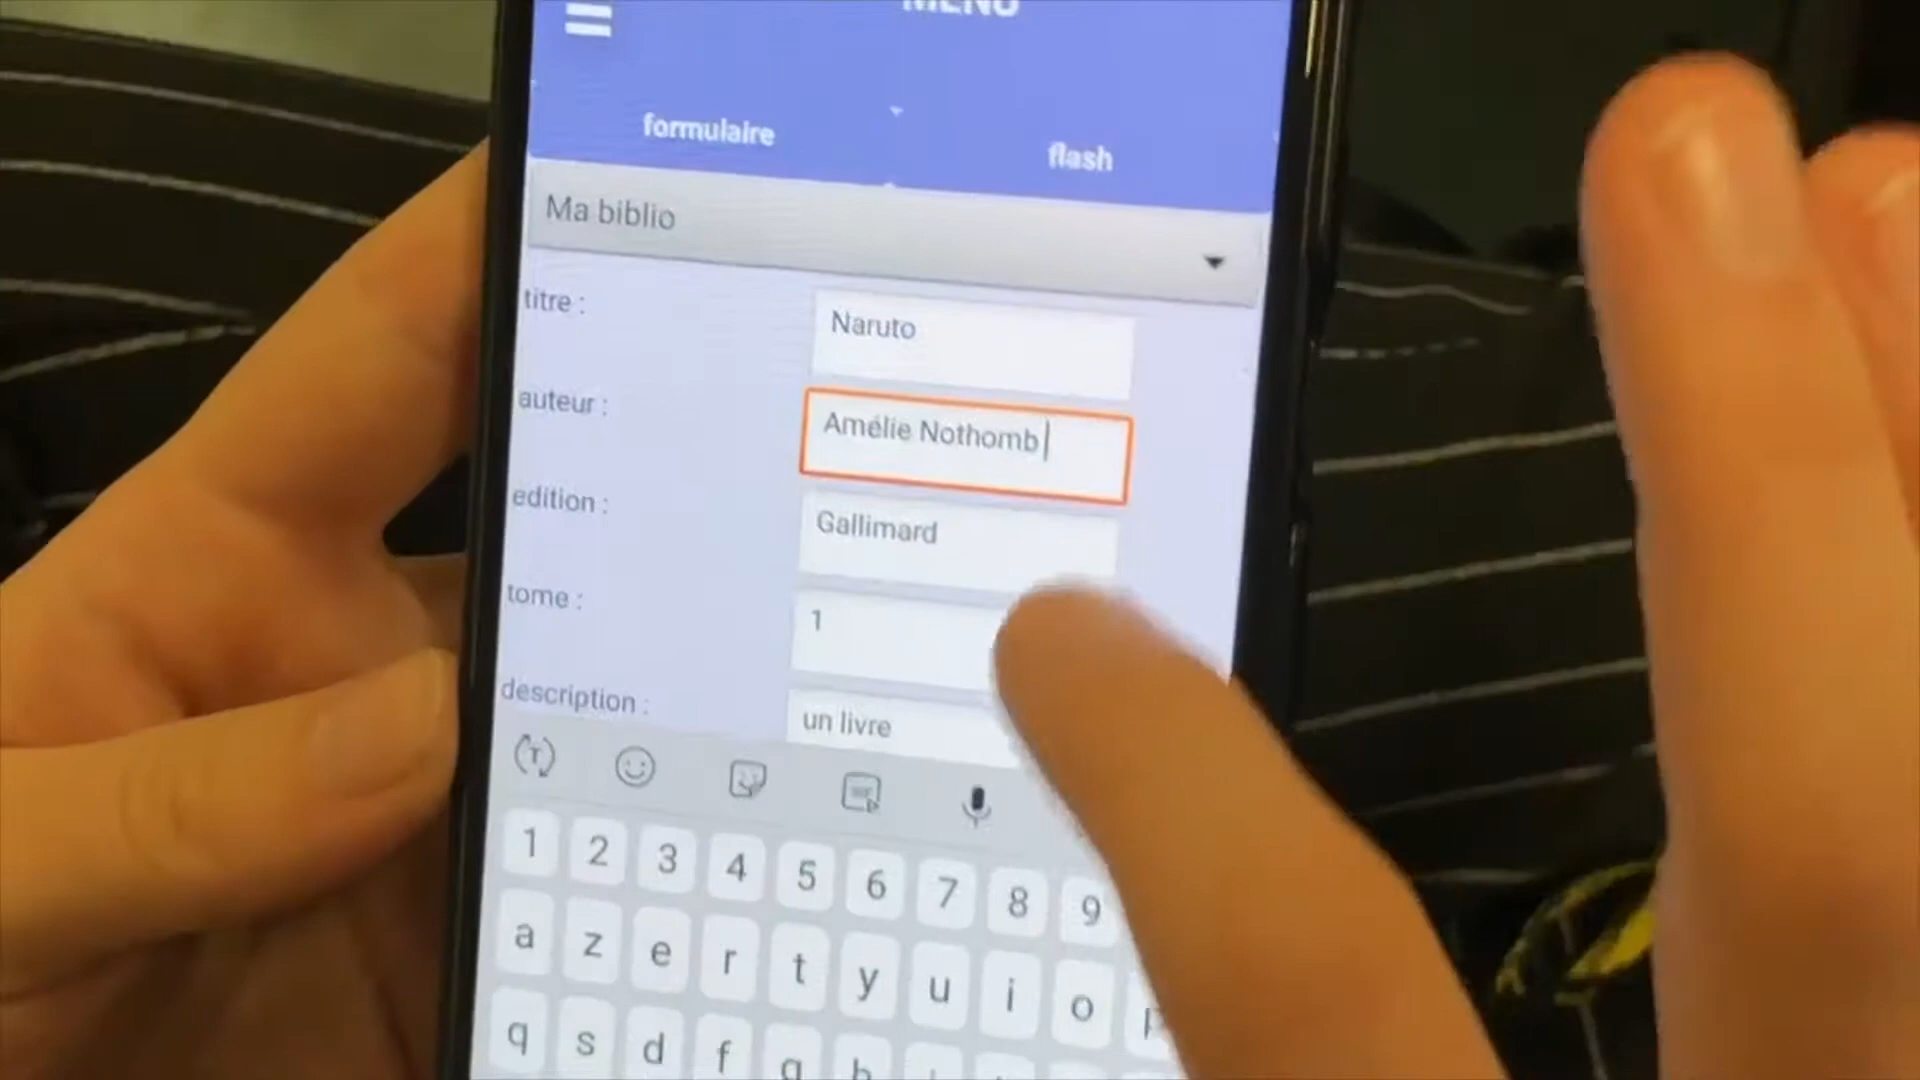 MENU
formulaire
flash
Ma biblio
titre :
Naruto
auteur :
Amélie Nothomb
edition :
Gallimard
tome :
1
description :
un livre
1 2 3 4 5 6 7 8 9
a z e r t y u i o p
q s d f g h